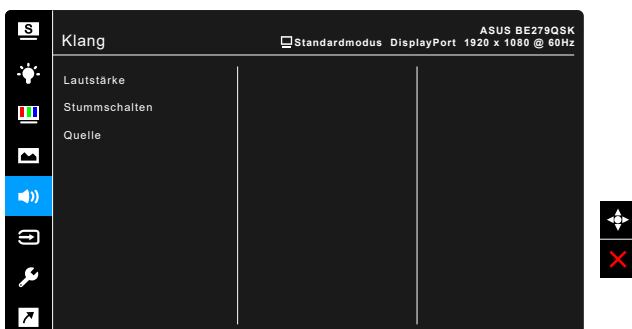 S
ASUS BE279QSK
Klang
Standardmodus DisplayPort 1920 x 1080 @ 60Hz
Lautstärke
Stummschalten
Quelle